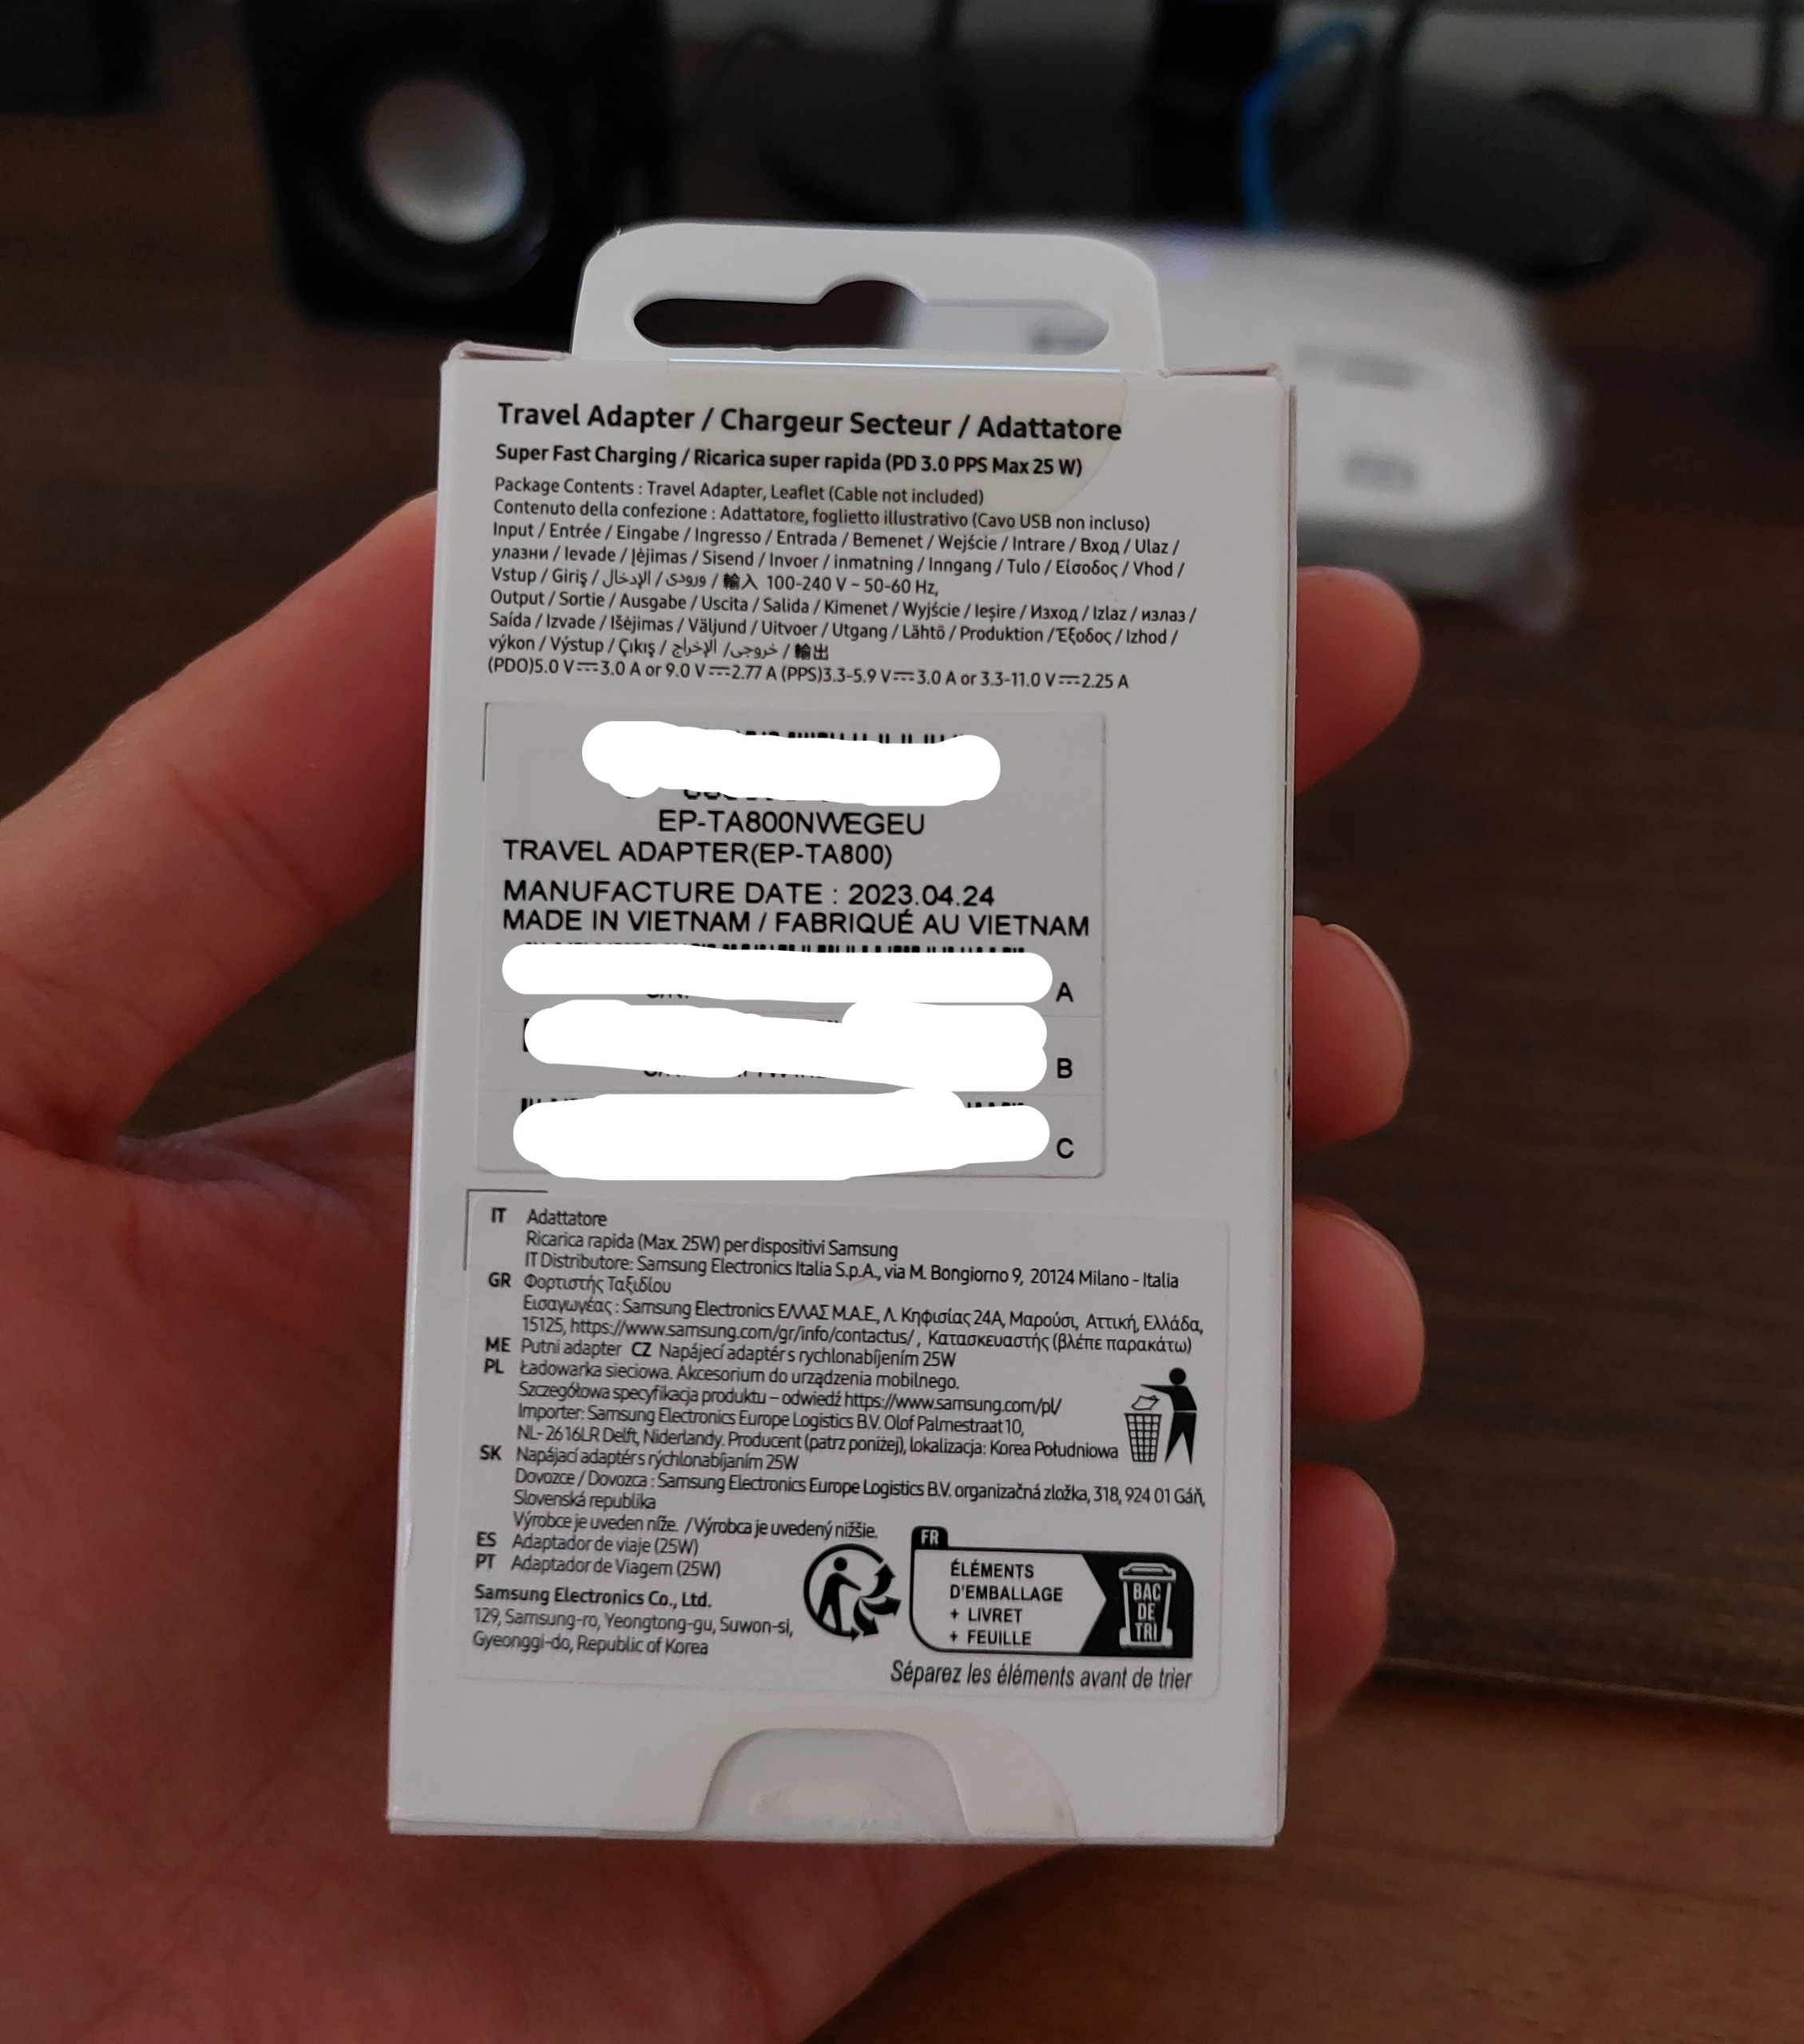 Travel Adapter / Chargeur Secteur / Adattatore
Super Fast Charging / Ricarica super rapida (PD 3.0 PPS Max 25 W)
Package Contents : Travel Adapter, Leaflet (Cable not included)
Contenuto della confezione : Adattatore, foglietto illustrativo (Cavo USB non incluso)
Input / Entrée / Eingabe / Ingresso / Entrada / Bemenet / Wejście / Intrare / Вход / Ulaz /
улазни / Ievade / Įėjimas / Sisend / Invoer / inmatning / Inngang / Tulo / Είσοδος / Vhod /
Vstup / Giriş / الإدخال / ورودی / 輸入 100-240 V ~ 50-60 Hz,
Output / Sortie / Ausgabe / Uscita / Salida / Kimenet / Wyjście / Ieşire / Изход / Izlaz / излаз /
Saída / Izvade / Išėjimas / Väljund / Uitvoer / Utgang / Lähtö / Produktion / Έξοδος / Izhod /
výkon / Výstup / Çıkış / الإخراج / خروجی / 輸出
(PDO)5.0 V⎓3.0 A or 9.0 V⎓2.77 A (PPS)3.3-5.9 V⎓3.0 A or 3.3-11.0 V⎓2.25 A
EP-TA800NWEGEU
TRAVEL ADAPTER(EP-TA800)
MANUFACTURE DATE : 2023.04.24
MADE IN VIETNAM / FABRIQUÉ AU VIETNAM
A
B
C
IT Adattatore
Ricarica rapida (Max. 25W) per dispositivi Samsung
IT Distributore: Samsung Electronics Italia S.p.A., via M. Bongiorno 9, 20124 Milano - Italia
GR Φορτιστής Ταξιδίου
Εισαγωγέας : Samsung Electronics ΕΛΛΑΣ Μ.Α.Ε., Λ. Κηφισίας 24Α, Μαρούσι, Αττική, Ελλάδα,
15125, https://www.samsung.com/gr/info/contactus/ , Κατασκευαστής (βλέπε παρακάτω)
ME Putni adapter CZ Napájecí adaptér s rychlonabíjením 25W
PL Ładowarka sieciowa. Akcesorium do urządzenia mobilnego.
Szczegółowa specyfikacja produktu – odwiedź https://www.samsung.com/pl/
Importer: Samsung Electronics Europe Logistics B.V. Olof Palmestraat 10,
NL- 2616LR Delft, Niderlandy. Producent (patrz poniżej), lokalizacja: Korea Południowa
SK Napájací adaptér s rýchlonabíjaním 25W
Dovozce / Dovozca : Samsung Electronics Europe Logistics B.V. organizačná zložka, 318, 924 01 Gáň,
Slovenská republika
Výrobce je uveden níže. / Výrobca je uvedený nižšie.
ES Adaptador de viaje (25W)
PT Adaptador de Viagem (25W)
Samsung Electronics Co., Ltd.
129, Samsung-ro, Yeongtong-gu, Suwon-si,
Gyeonggi-do, Republic of Korea
FR
ÉLÉMENTS
D'EMBALLAGE
+ LIVRET
+ FEUILLE
BAC
DE
TRI
Séparez les éléments avant de trier